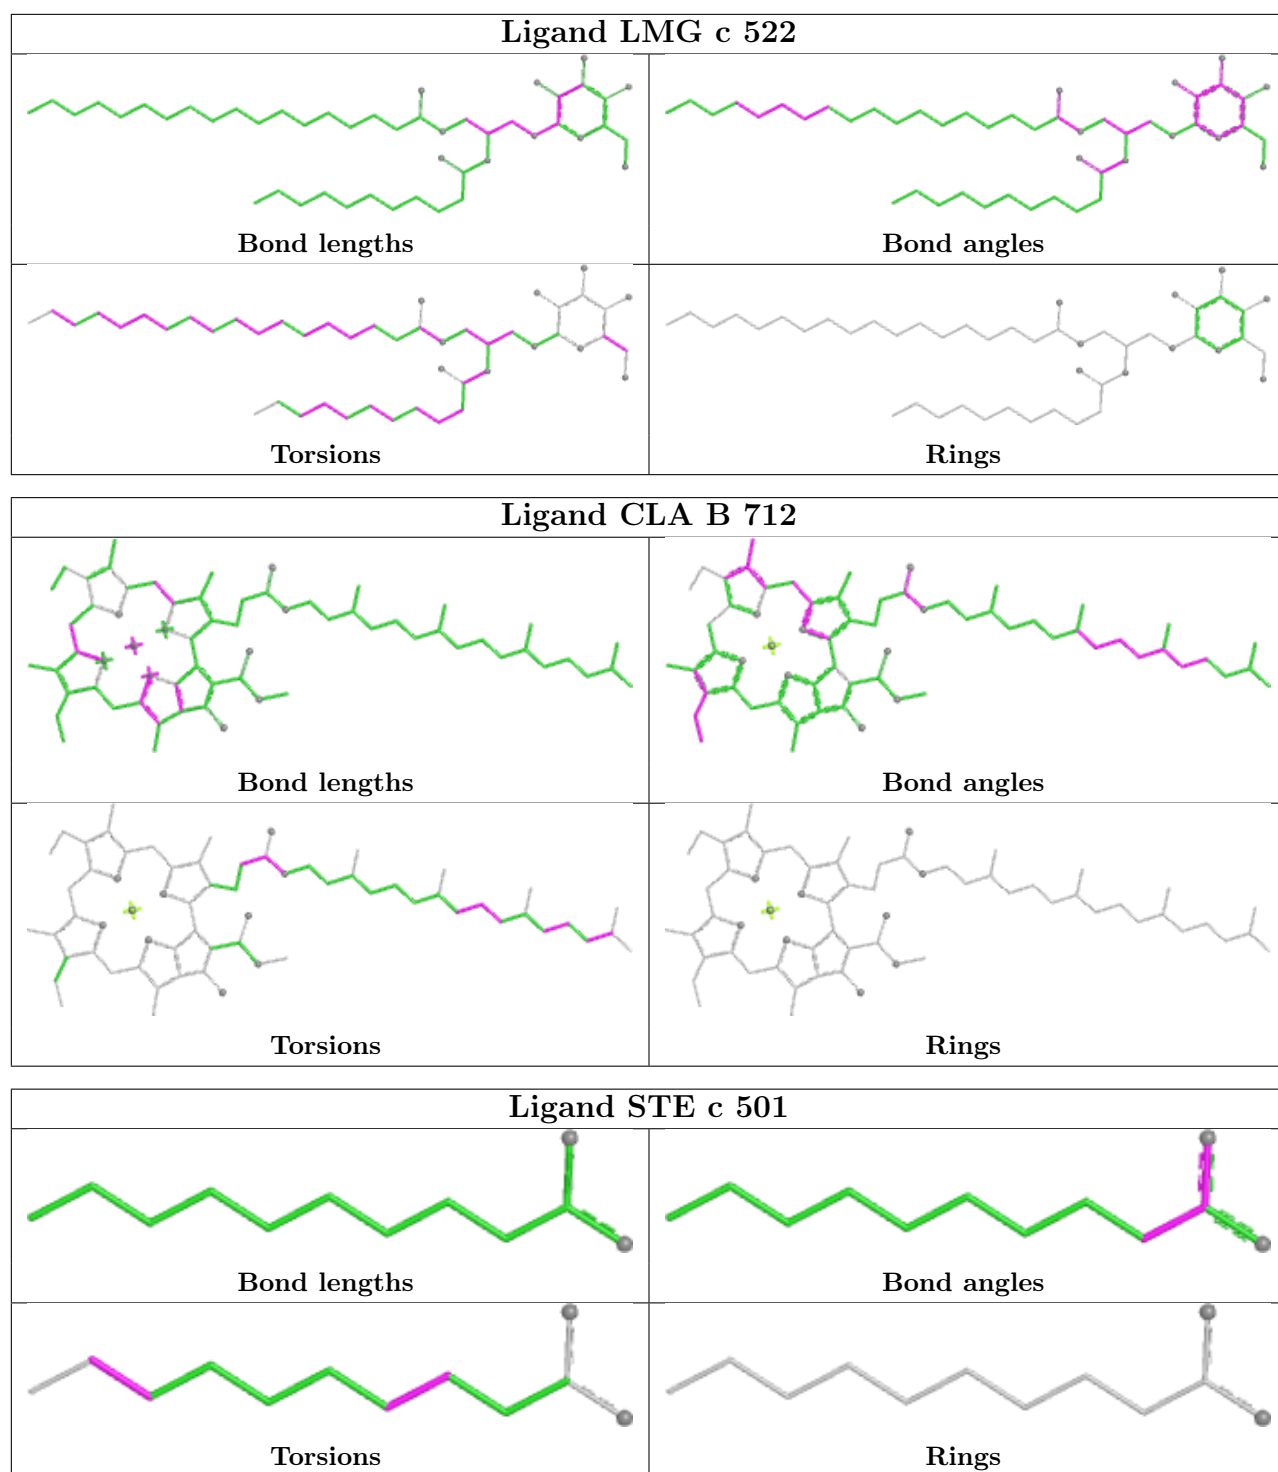 Ligand LMG c 522
Bond lengths
Bond angles
Torsions
Rings
Ligand CLA B 712
Bond lengths
Bond angles
Torsions
Rings
Ligand STE c 501
Bond lengths
Bond angles
Torsions
Rings